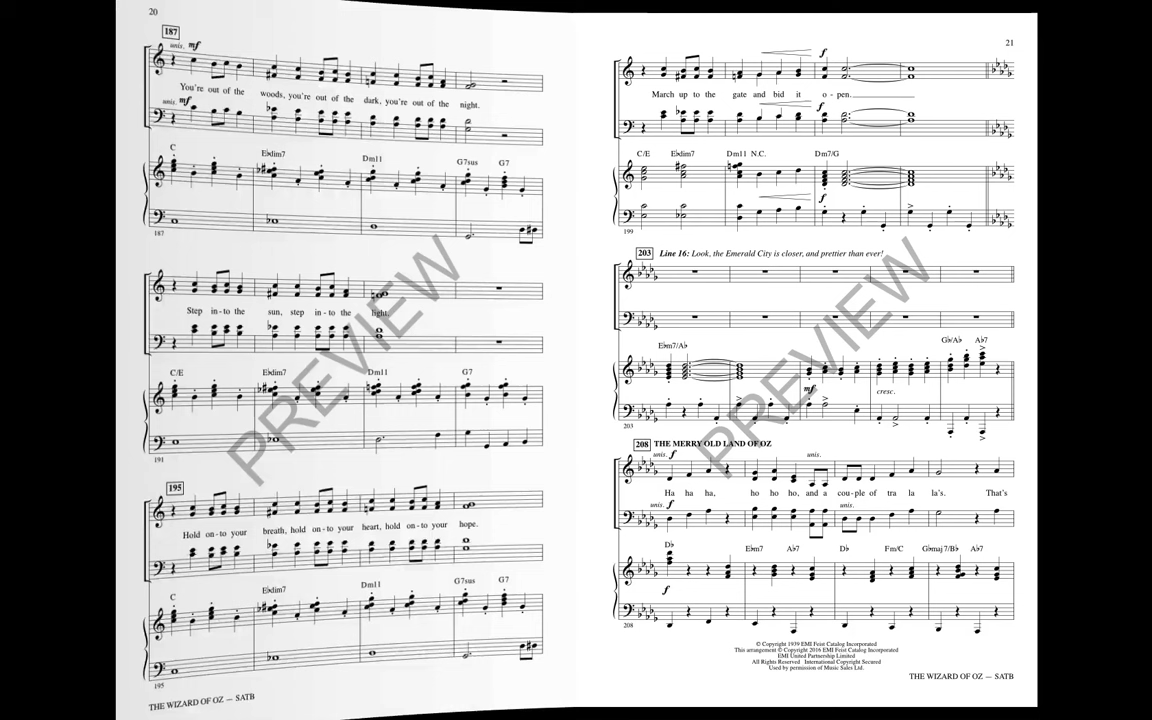 20
187
unis. mf
You're out of the woods, you're out of the dark, you're out of the night.
unis. mf
C E♭dim7 Dm11 G7sus G7
187
Step in-to the sun, step in-to the light.
C/E E♭dim7 Dm11 G7
191
195
Hold on-to your breath, hold on-to your heart, hold on-to your hope.
C E♭dim7 Dm11 G7sus G7
195
THE WIZARD OF OZ — SATB
PREVIEW
21
f
March up to the gate and bid it o-pen.
f
C/E E♭dim7 Dm11 N.C. Dm7/G
f
199
203 Line 16: Look, the Emerald City is closer, and prettier than ever!
E♭m7/A♭ G♭/A♭ A♭7
mf cresc.
203
208 THE MERRY OLD LAND OF OZ
unis. f unis.
Ha ha ha, ho ho ho, and a cou-ple of tra la la's. That's
unis. f unis.
D♭ E♭m7 A♭7 D♭ Fm/C G♭maj7/B♭ A♭7
f
208
© Copyright 1939 EMI Feist Catalog Incorporated
This arrangement © Copyright 2016 EMI Feist Catalog Incorporated
EMI United Partnership Limited
All Rights Reserved International Copyright Secured
Used by permission of Music Sales Ltd.
THE WIZARD OF OZ — SATB
PREVIEW